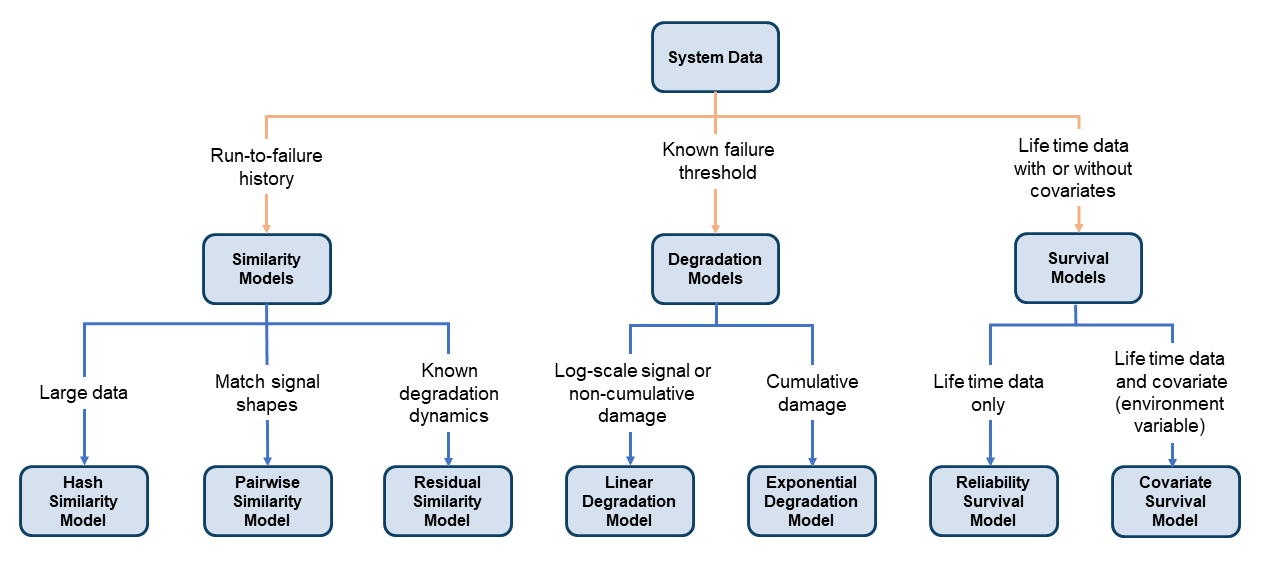 System Data
Run-to-failure
history
Known failure
threshold
Life time data
with or without
covariates
Similarity
Models
Degradation
Models
Survival
Models
Large data
Match signal
shapes
Known
degradation
dynamics
Log-scale signal or
non-cumulative
damage
Cumulative
damage
Life time data
only
Life time data
and covariate
(environment
variable)
Hash
Similarity
Model
Pairwise
Similarity
Model
Residual
Similarity
Model
Linear
Degradation
Model
Exponential
Degradation
Model
Reliability
Survival
Model
Covariate
Survival
Model